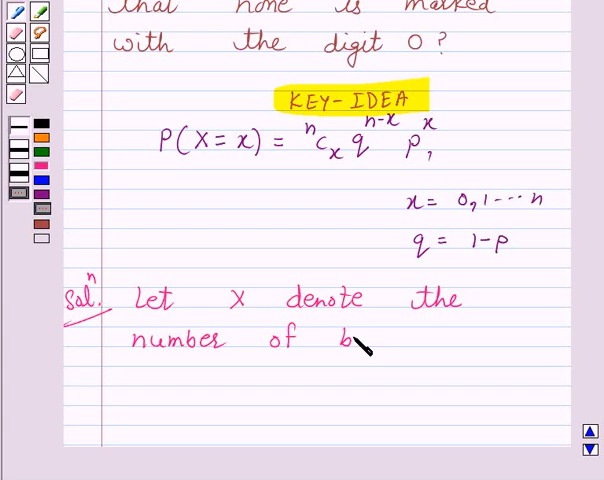 that none is marked
with the digit 0?
KEY-IDEA
P(X=x) = ⁿCₓ qⁿ⁻ˣ pˣ,
x = 0,1---n
q = 1-p
Solⁿ. Let X denote the
number of b